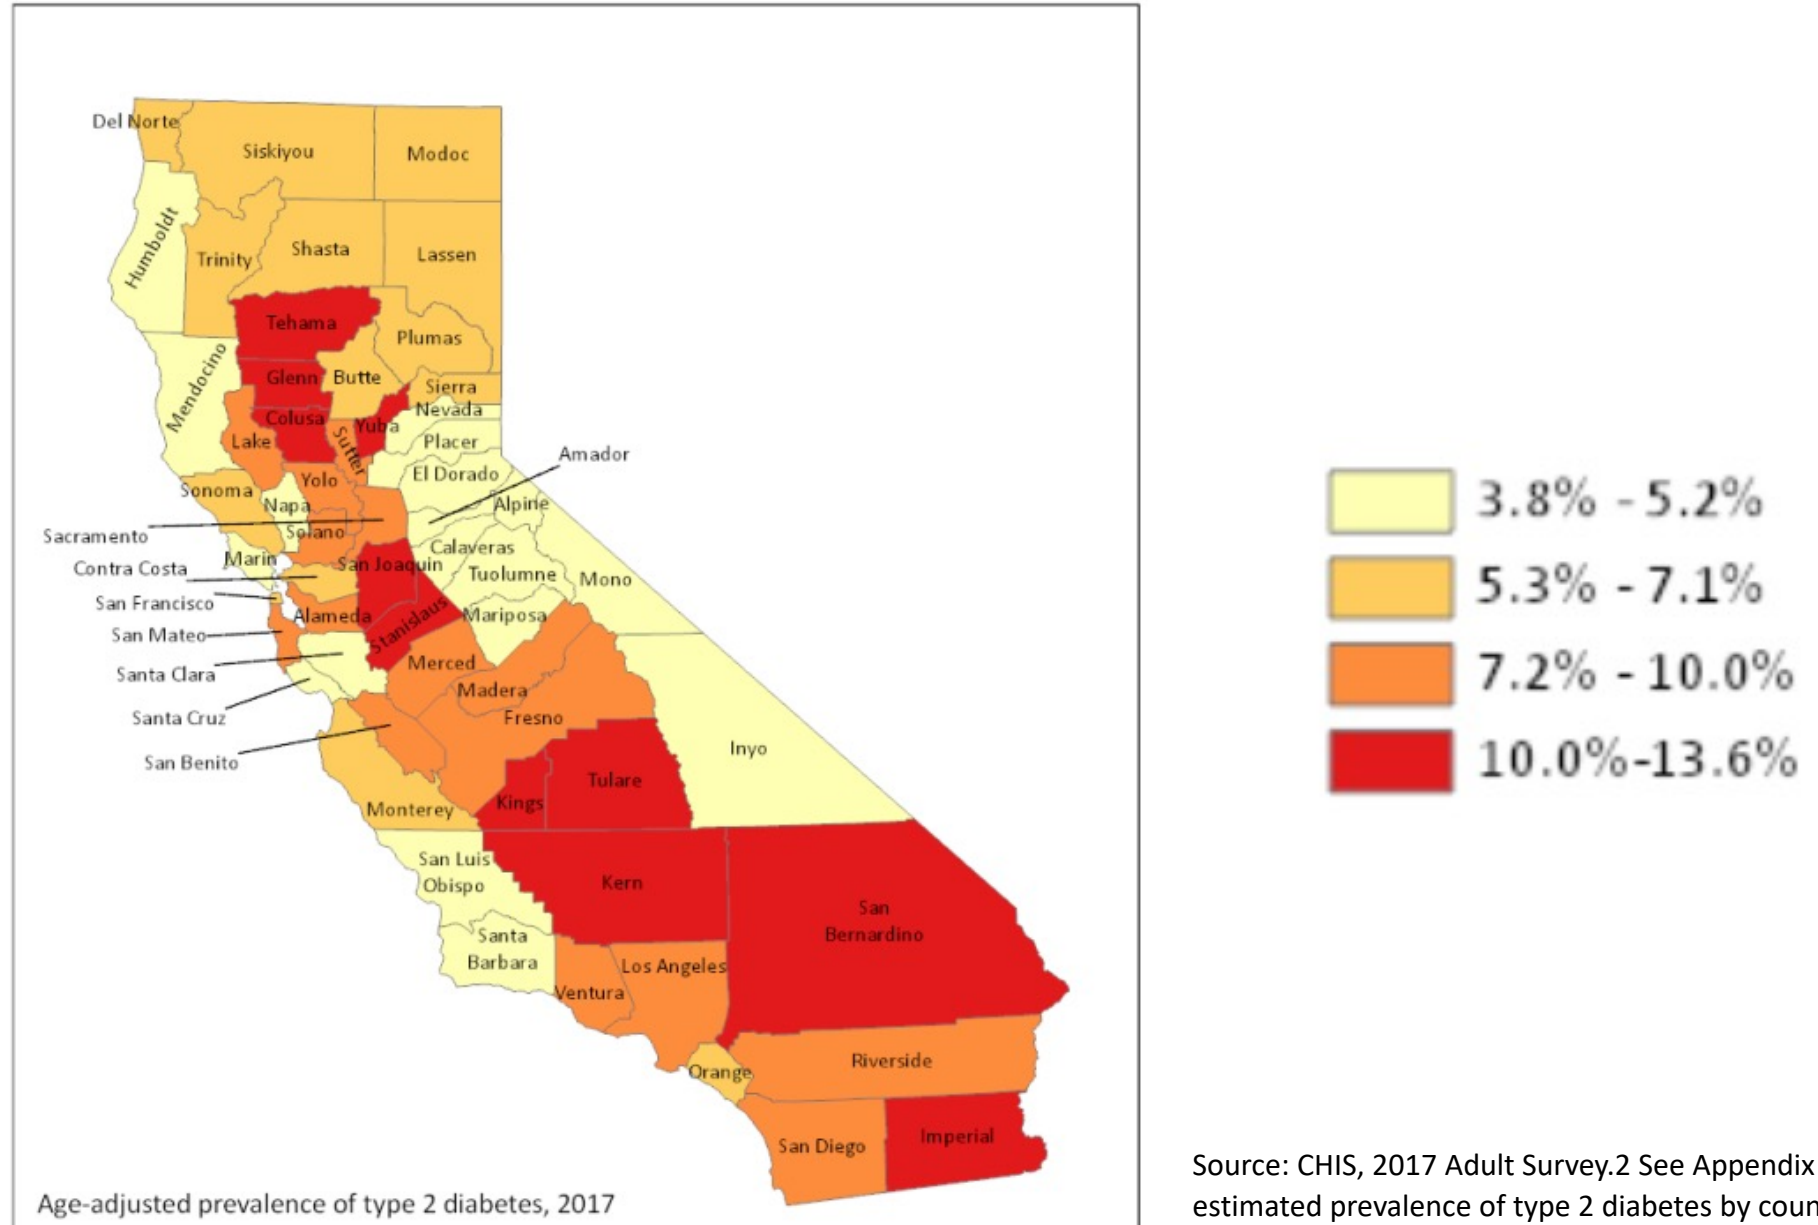 Del Norte
Siskiyou
Modoc
Humboldt
Trinity
Shasta
Lassen
Tehama
Plumas
Mendocino
Glenn
Butte
Sierra
Nevada
Colusa
Yuba
Lake
Sutter
Placer
Amador
El Dorado
Yolo
Sonoma
Napa
Alpine
Sacramento
Solano
Calaveras
Marin
Contra Costa
San Joaquin
Tuolumne
Mono
San Francisco
Alameda
Stanislaus
Mariposa
San Mateo
Merced
Santa Clara
Madera
Santa Cruz
Fresno
San Benito
Inyo
Tulare
Kings
Monterey
San Luis
Obispo
Kern
San
Bernardino
Santa
Barbara
Los Angeles
Ventura
Riverside
Orange
San Diego
Imperial
Age-adjusted prevalence of type 2 diabetes, 2017
3.8% - 5.2%
5.3% - 7.1%
7.2% - 10.0%
10.0%-13.6%
Source: CHIS, 2017 Adult Survey.2 See Appendix
estimated prevalence of type 2 diabetes by coun